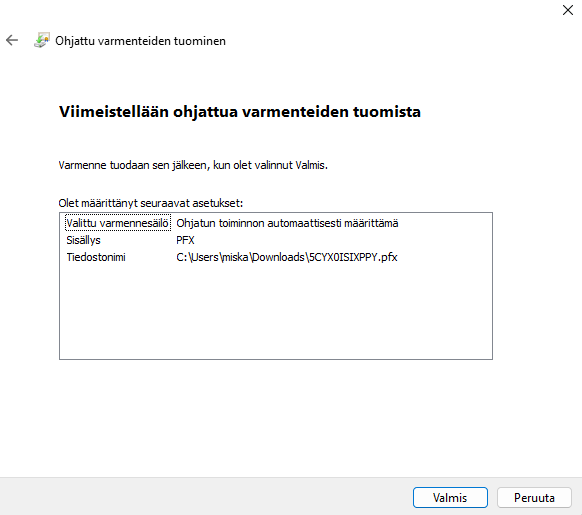 Ohjattu varmenteiden tuominen
Viimeistellään ohjattua varmenteiden tuomista
Varmenne tuodaan sen jälkeen, kun olet valinnut Valmis.
Olet määrittänyt seuraavat asetukset:
Valittu varmennesäilö Ohjatun toiminnon automaattisesti määrittämä
Sisällys PFX
Tiedostonimi C:\Users\miska\Downloads\5CYX0ISIXPPY.pfx
Valmis Peruuta